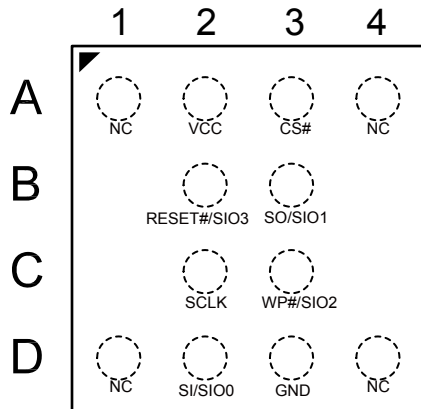 1 2 3 4
A
NC VCC CS# NC
B
RESET#/SIO3 SO/SIO1
C
SCLK WP#/SIO2
D
NC SI/SIO0 GND NC